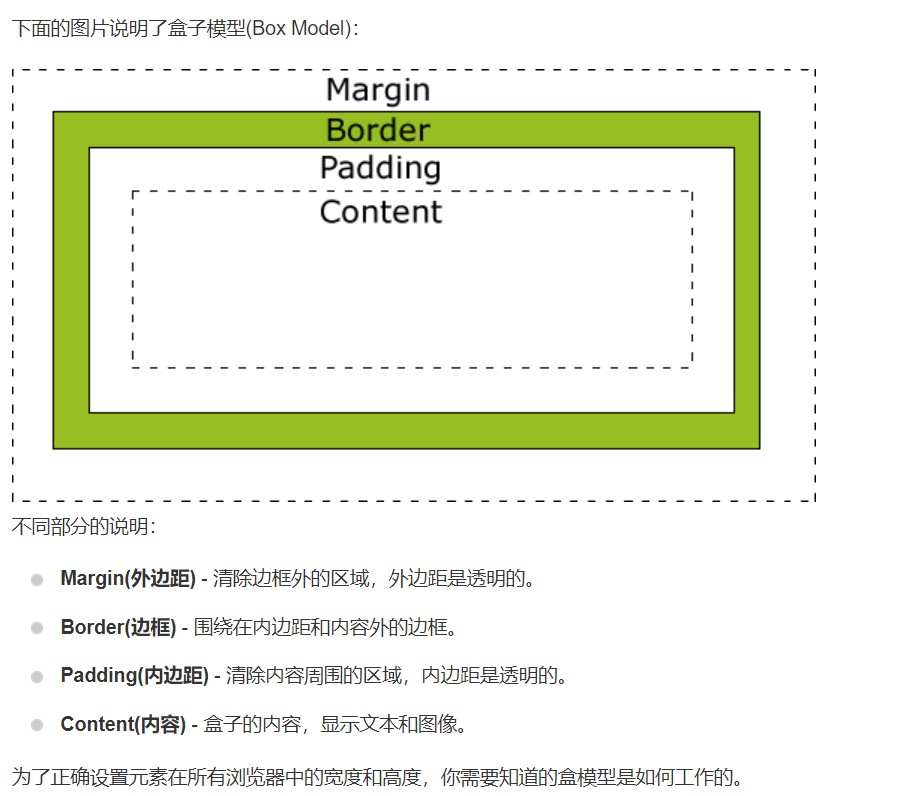 下面的图片说明了盒子模型(Box Model)：
Margin
Border
Padding
Content
不同部分的说明：
Margin(外边距) - 清除边框外的区域，外边距是透明的。
Border(边框) - 围绕在内边距和内容外的边框。
Padding(内边距) - 清除内容周围的区域，内边距是透明的。
Content(内容) - 盒子的内容，显示文本和图像。
为了正确设置元素在所有浏览器中的宽度和高度，你需要知道的盒模型是如何工作的。